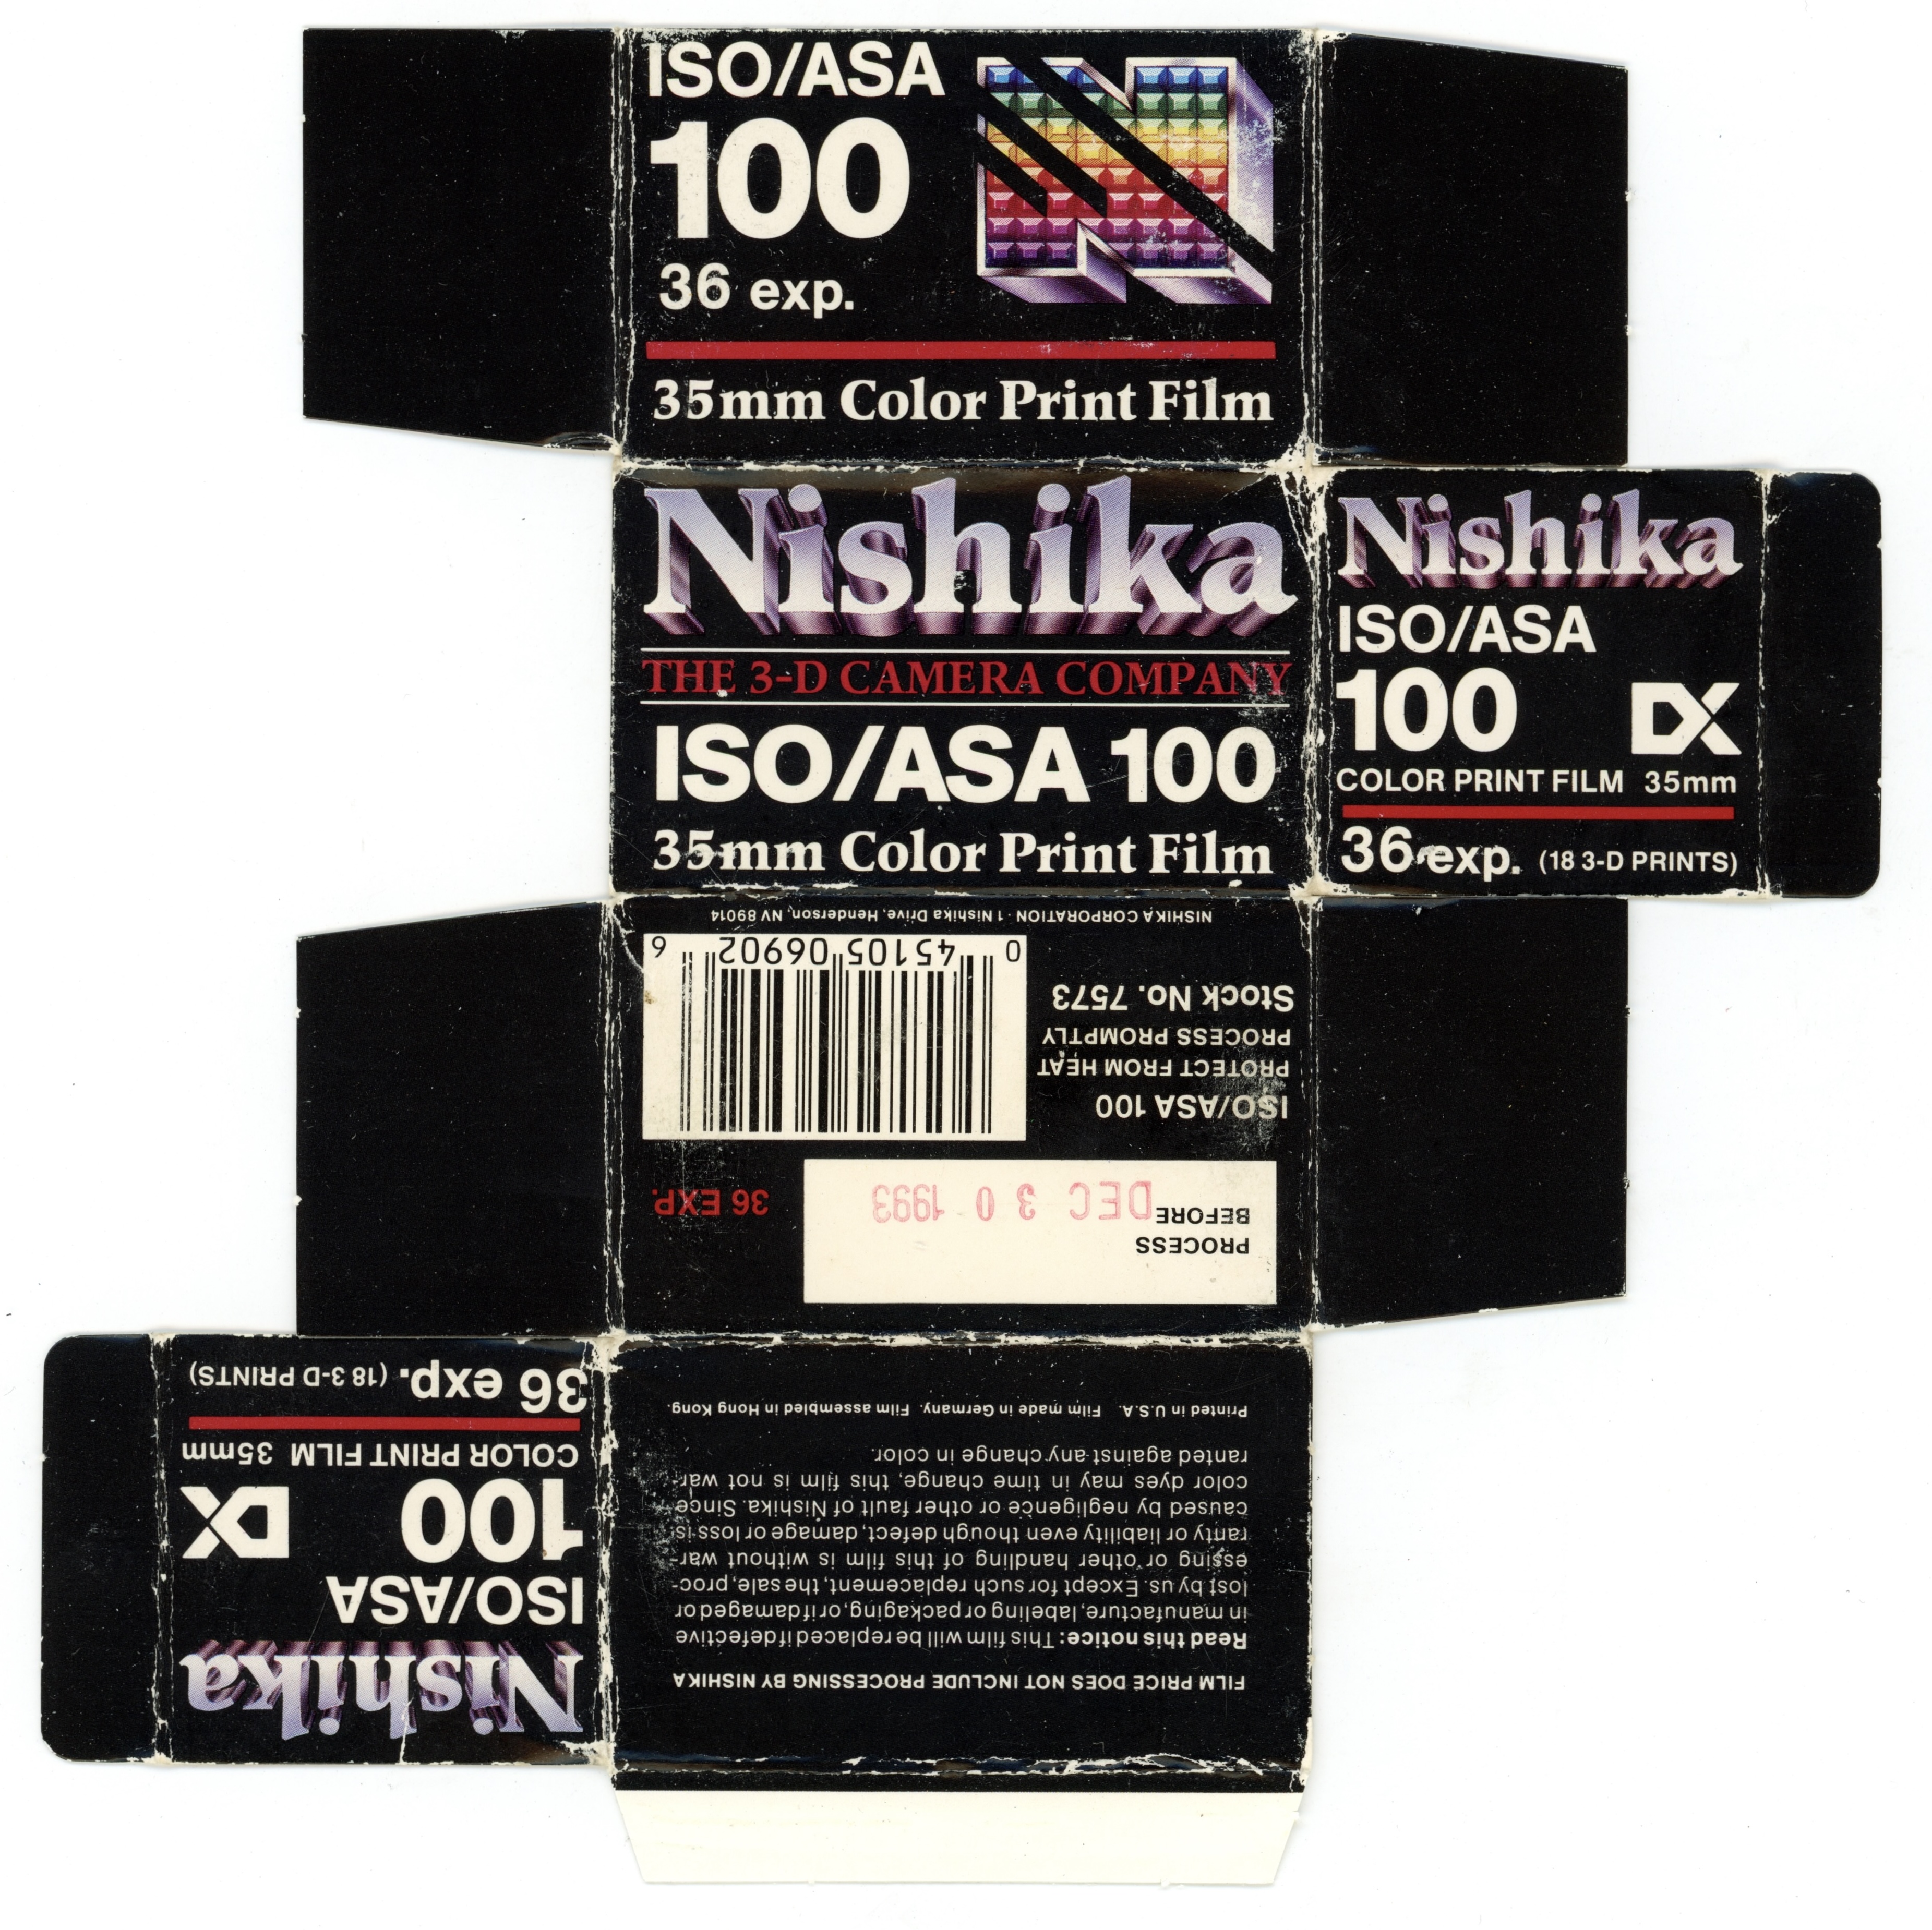 ISO/ASA
100
36 exp.
35mm Color Print Film
Nishika
THE 3-D CAMERA COMPANY
ISO/ASA 100
35mm Color Print Film
Nishika
ISO/ASA
100 DX
COLOR PRINT FILM 35mm
36 exp. (18 3-D PRINTS)
PROCESS
BEFORE DEC 30 1993
36 EXP.
ISO/ASA 100
PROTECT FROM HEAT
PROCESS PROMPTLY
Stock No. 7573
0 45105 06902 6
NISHIKA CORPORATION · 1 Nishika Drive, Henderson, NV 89014
FILM PRICE DOES NOT INCLUDE PROCESSING BY NISHIKA
Read this notice: This film will be replaced if defective
in manufacture, labeling or packaging, or if damaged or
lost by us. Except for such replacement, the sale, proc-
essing or other handling of this film is without war-
ranty or liability even though defect, damage or loss is
caused by negligence or other fault of Nishika. Since
color dyes may in time change, this film is not war-
ranted against any change in color.
Printed in U.S.A. Film made in Germany. Film assembled in Hong Kong.
Nishika
ISO/ASA
100 DX
COLOR PRINT FILM 35mm
36 exp. (18 3-D PRINTS)